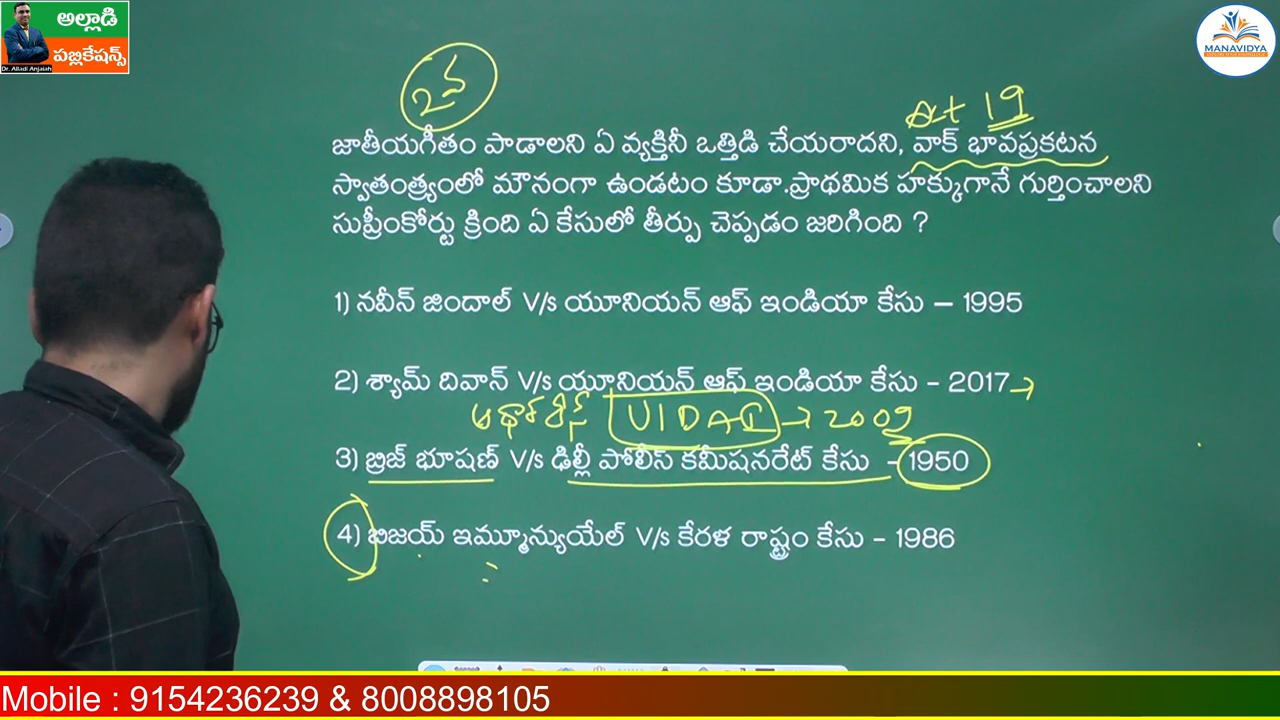 అల్లాడి
పబ్లికేషన్స్
Dr. Alladi Anjaiah
MANAVIDYA
Art 19
జాతీయగీతం పాడాలని ఏ వ్యక్తినీ ఒత్తిడి చేయరాదని, వాక్ భావప్రకటన
స్వాతంత్ర్యంలో మౌనంగా ఉండటం కూడా.ప్రాథమిక హక్కుగానే గుర్తించాలని
సుప్రీంకోర్టు క్రింది ఏ కేసులో తీర్పు చెప్పడం జరిగింది ?
1) నవీన్ జిందాల్ V/s యూనియన్ ఆఫ్ ఇండియా కేసు – 1995
2) శ్యామ్ దివాన్ V/s యూనియన్ ఆఫ్ ఇండియా కేసు - 2017 →
UIDAI → 2009
3) బ్రిజ్ భూషణ్ V/s ఢిల్లీ పోలీస్ కమీషనరేట్ కేసు - 1950
4) బిజయ్ ఇమ్మాన్యుయేల్ V/s కేరళ రాష్ట్రం కేసు - 1986
Mobile : 9154236239 & 8008898105